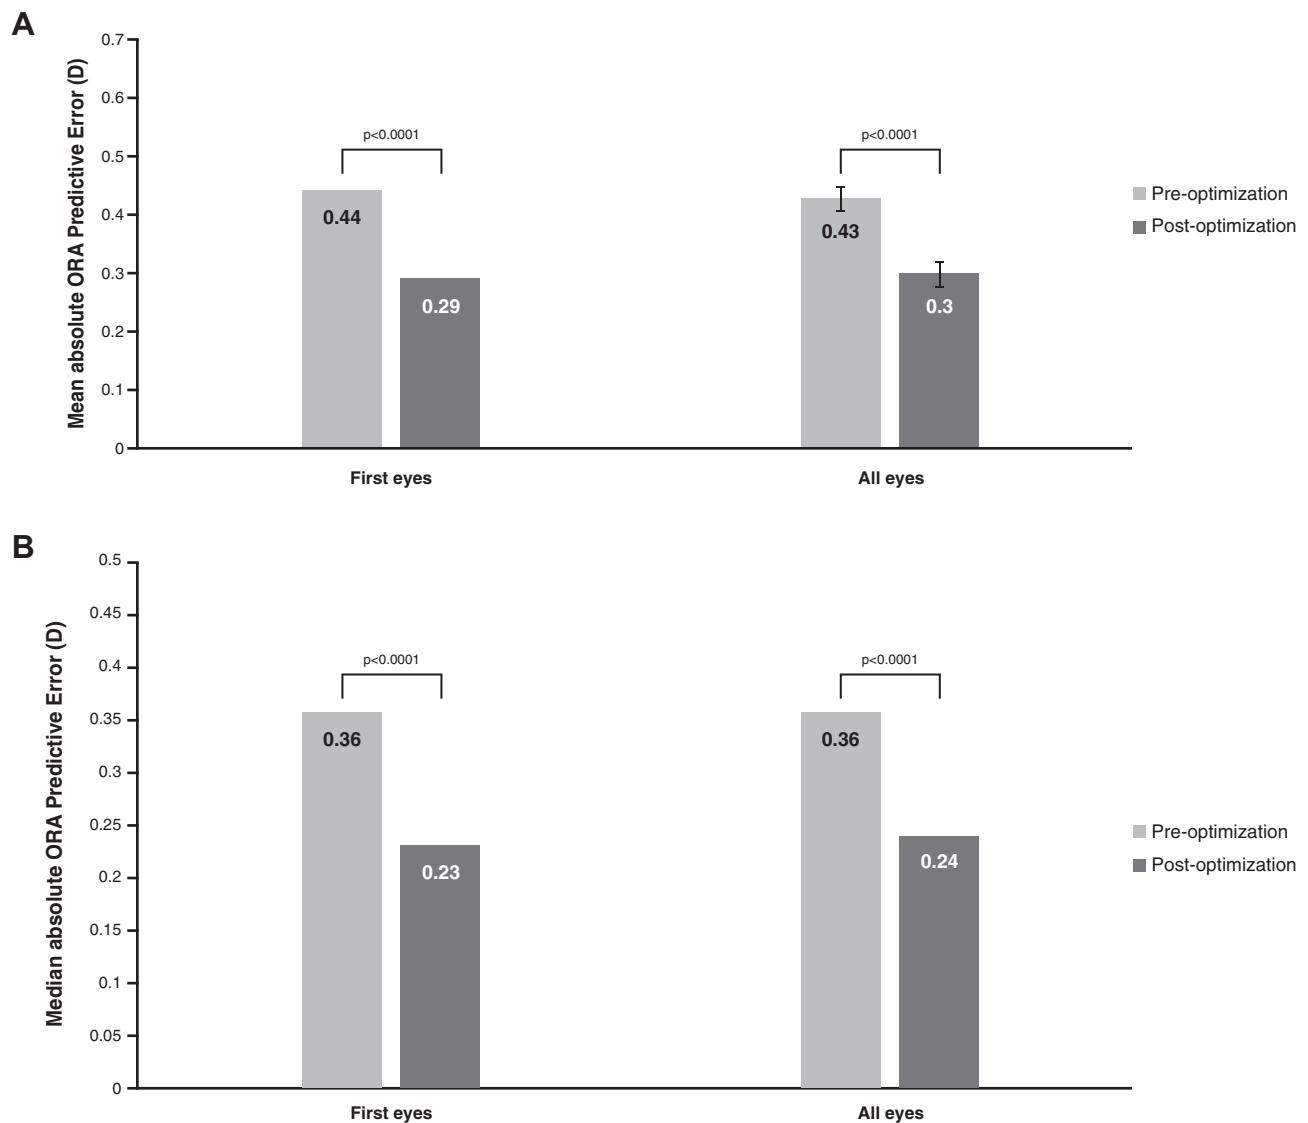 A
Mean absolute ORA Predictive Error (D)
0.7
0.6
0.5
0.4
0.3
0.2
0.1
0
p<0.0001
p<0.0001
0.44
0.29
0.43
0.3
First eyes
All eyes
Pre-optimization
Post-optimization
B
Median absolute ORA Predictive Error (D)
0.5
0.45
0.4
0.35
0.3
0.25
0.2
0.15
0.1
0.05
0
p<0.0001
p<0.0001
0.36
0.23
0.36
0.24
First eyes
All eyes
Pre-optimization
Post-optimization